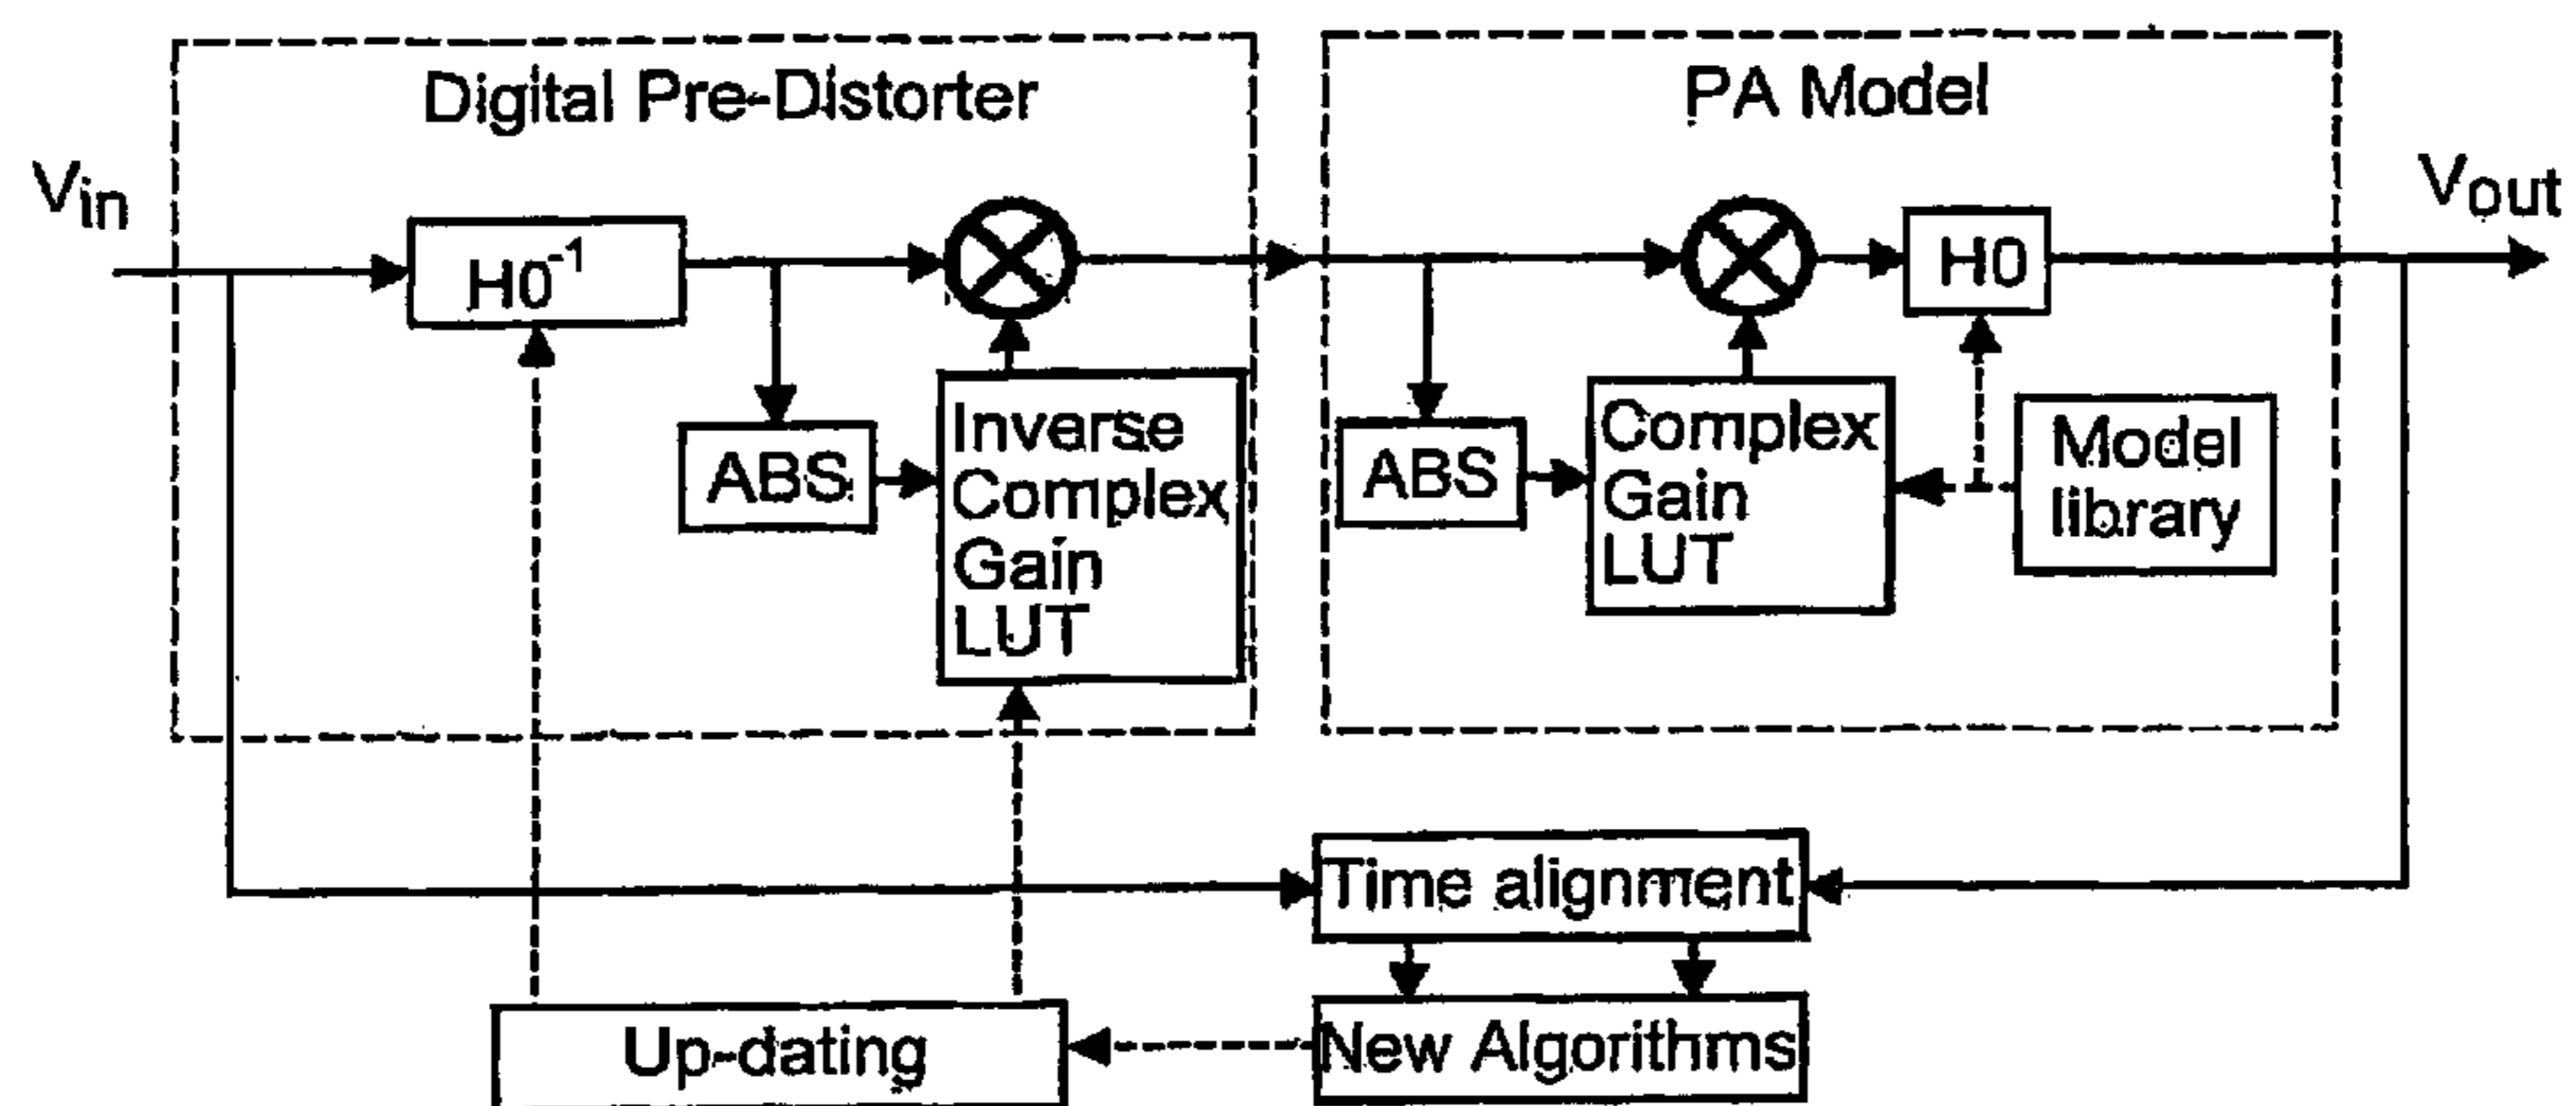 Digital Pre-Distorter
PA Model
Vin
Vout
H0-1
H0
ABS
Inverse
Complex
Gain
LUT
ABS
Complex
Gain
LUT
Model
library
Time alignment
Up-dating
New Algorithms